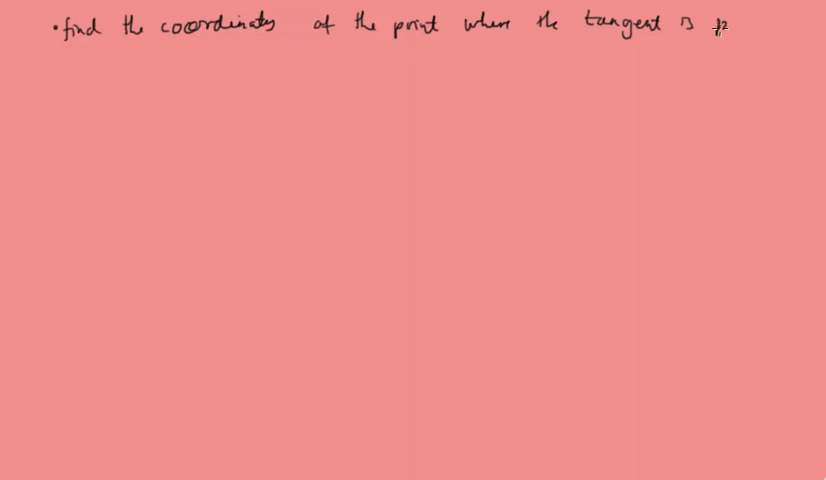 • find the coordinates of the point where the tangent is